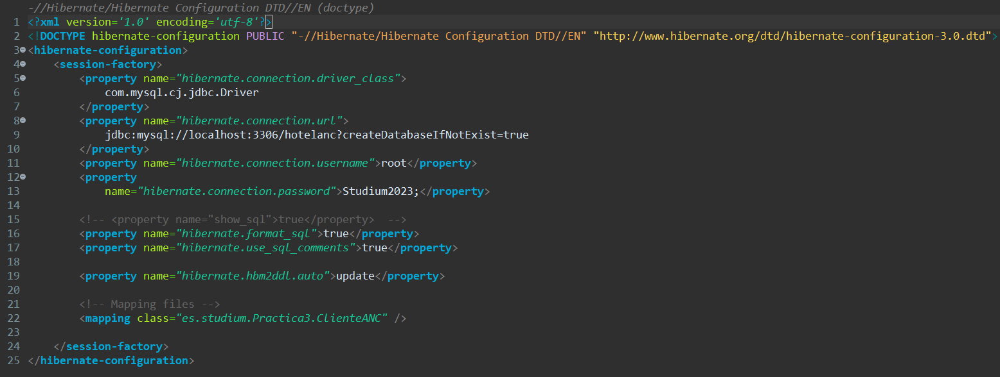 -//Hibernate/Hibernate Configuration DTD//EN (doctype)
1 <?xml version='1.0' encoding='utf-8'?>
2 <!DOCTYPE hibernate-configuration PUBLIC "-//Hibernate/Hibernate Configuration DTD//EN" "http://www.hibernate.org/dtd/hibernate-configuration-3.0.dtd">
3 <hibernate-configuration>
4     <session-factory>
5         <property name="hibernate.connection.driver_class">
6             com.mysql.cj.jdbc.Driver
7         </property>
8         <property name="hibernate.connection.url">
9             jdbc:mysql://localhost:3306/hotelanc?createDatabaseIfNotExist=true
10         </property>
11         <property name="hibernate.connection.username">root</property>
12         <property
13             name="hibernate.connection.password">Studium2023;</property>
14
15         <!-- <property name="show_sql">true</property>  -->
16         <property name="hibernate.format_sql">true</property>
17         <property name="hibernate.use_sql_comments">true</property>
18
19         <property name="hibernate.hbm2ddl.auto">update</property>
20
21         <!-- Mapping files -->
22         <mapping class="es.studium.Practica3.ClienteANC" />
23
24     </session-factory>
25 </hibernate-configuration>